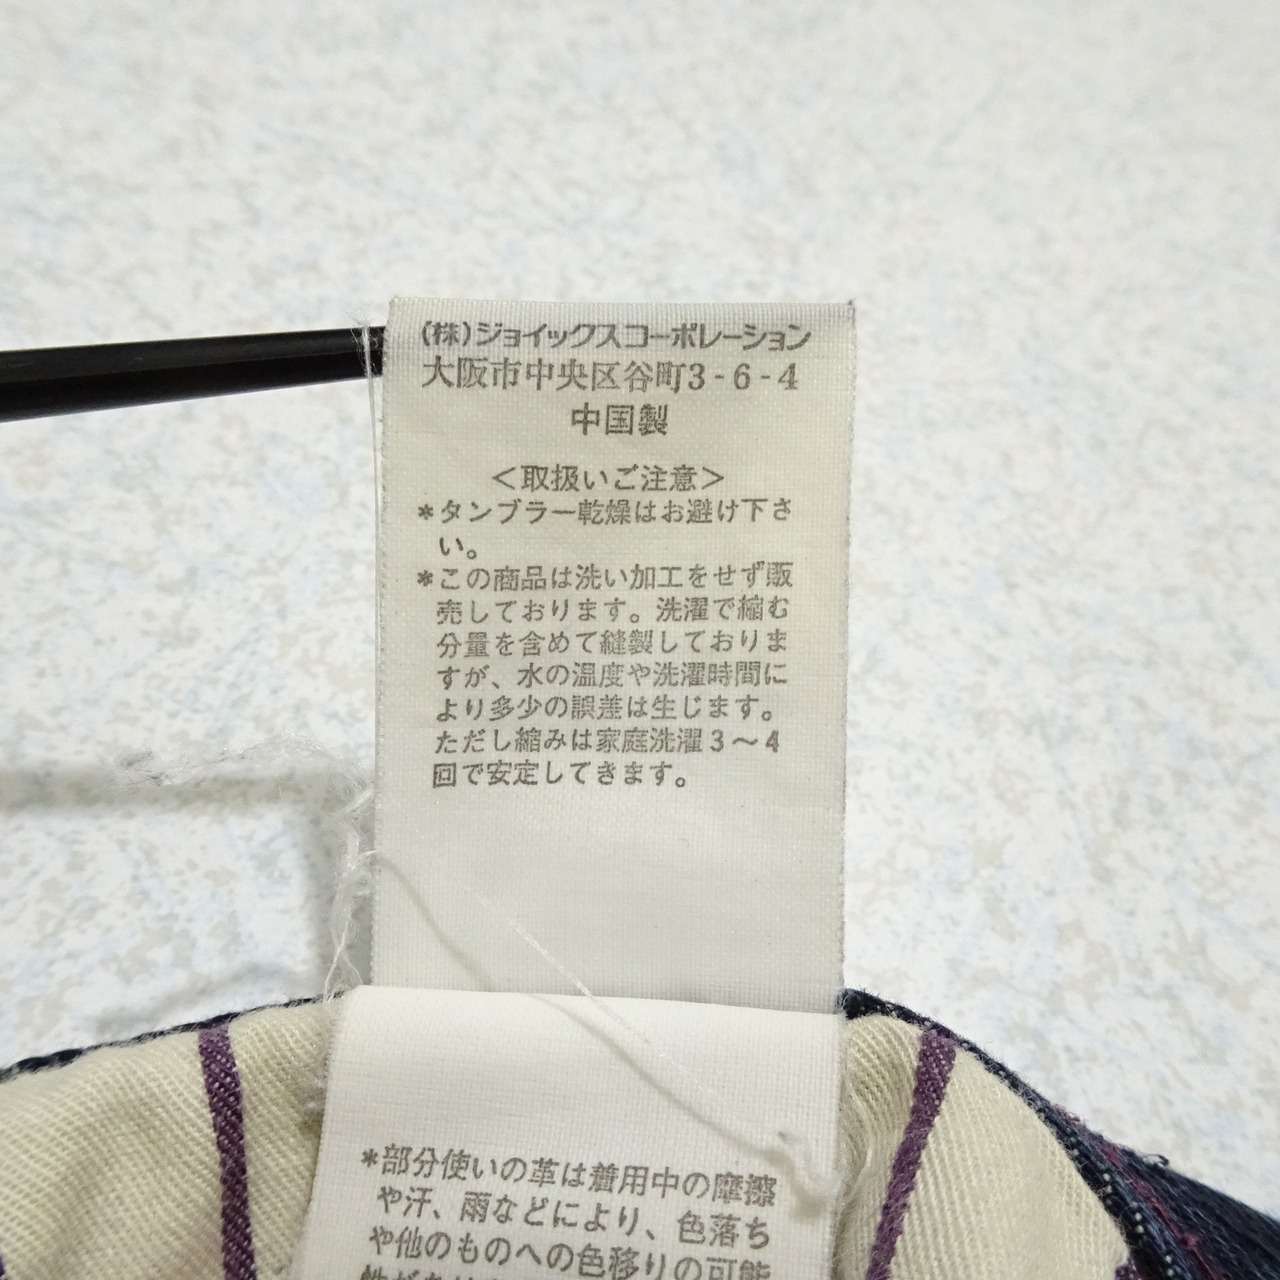 (株)ジョイックスコーポレーション
大阪市中央区谷町3-6-4
中国製
＜取扱いご注意＞
＊タンブラー乾燥はお避け下さ
い。
＊この商品は洗い加工をせず販
売しております。洗濯で縮む
分量を含めて縫製しておりま
すが、水の温度や洗濯時間に
より多少の誤差は生じます。
ただし縮みは家庭洗濯3～4
回で安定してきます。
＊部分使いの革は着用中の摩擦
や汗、雨などにより、色落ち
や他のものへの色移りの可能